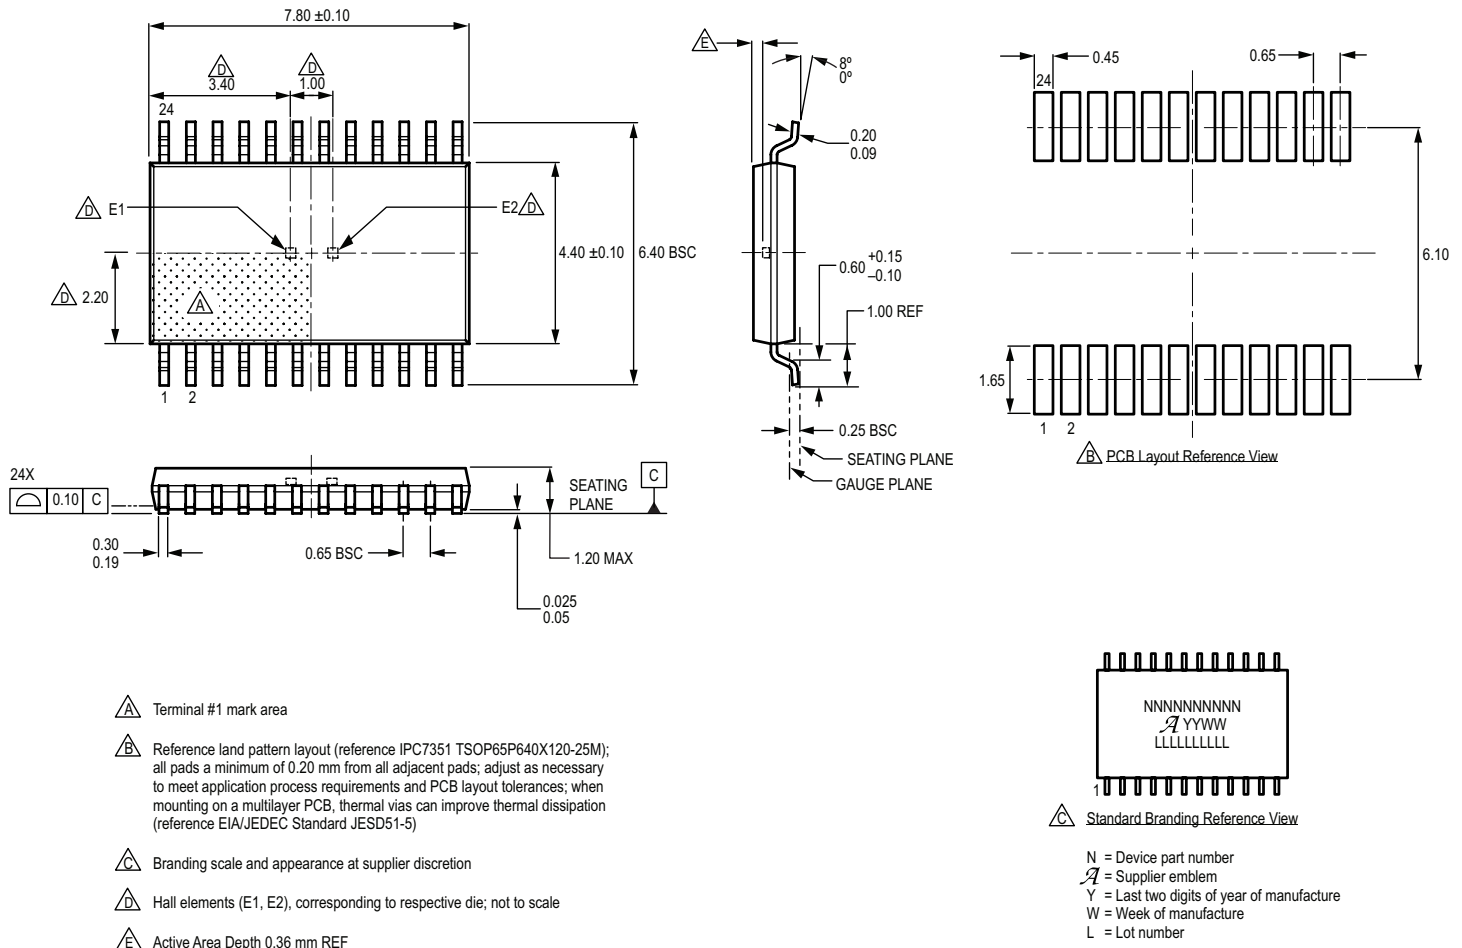 7.80 ±0.10
D
3.40
D
1.00
24
D E1
E2 D
D 2.20
A
4.40 ±0.10
6.40 BSC
1 2
E
8º
0º
0.20
0.09
0.60 +0.15
–0.10
1.00 REF
0.25 BSC
SEATING PLANE
GAUGE PLANE
0.45
0.65
24
6.10
1.65
1 2
B PCB Layout Reference View
24X
0.10 C
SEATING
PLANE
C
0.30
0.19
0.65 BSC
1.20 MAX
0.025
0.05
A Terminal #1 mark area
B Reference land pattern layout (reference IPC7351 TSOP65P640X120-25M);
all pads a minimum of 0.20 mm from all adjacent pads; adjust as necessary
to meet application process requirements and PCB layout tolerances; when
mounting on a multilayer PCB, thermal vias can improve thermal dissipation
(reference EIA/JEDEC Standard JESD51-5)
C Branding scale and appearance at supplier discretion
D Hall elements (E1, E2), corresponding to respective die; not to scale
E Active Area Depth 0.36 mm REF
NNNNNNNNNN
A YYWW
LLLLLLLLLL
1
C Standard Branding Reference View
N = Device part number
A = Supplier emblem
Y = Last two digits of year of manufacture
W = Week of manufacture
L = Lot number